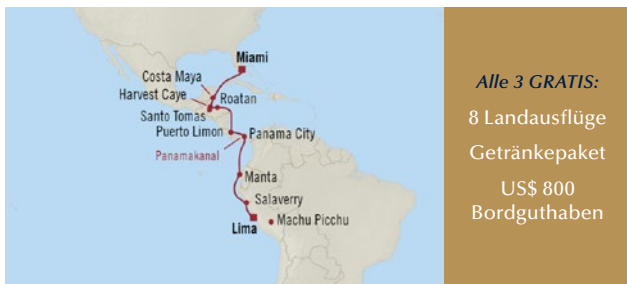 Miami
Costa Maya
Harvest Caye
Roatan
Santo Tomas
Puerto Limon
Panama City
Panamakanal
Manta
Salaverry
Machu Picchu
Lima
Alle 3 GRATIS:
8 Landausflüge
Getränkepaket
US$ 800
Bordguthaben